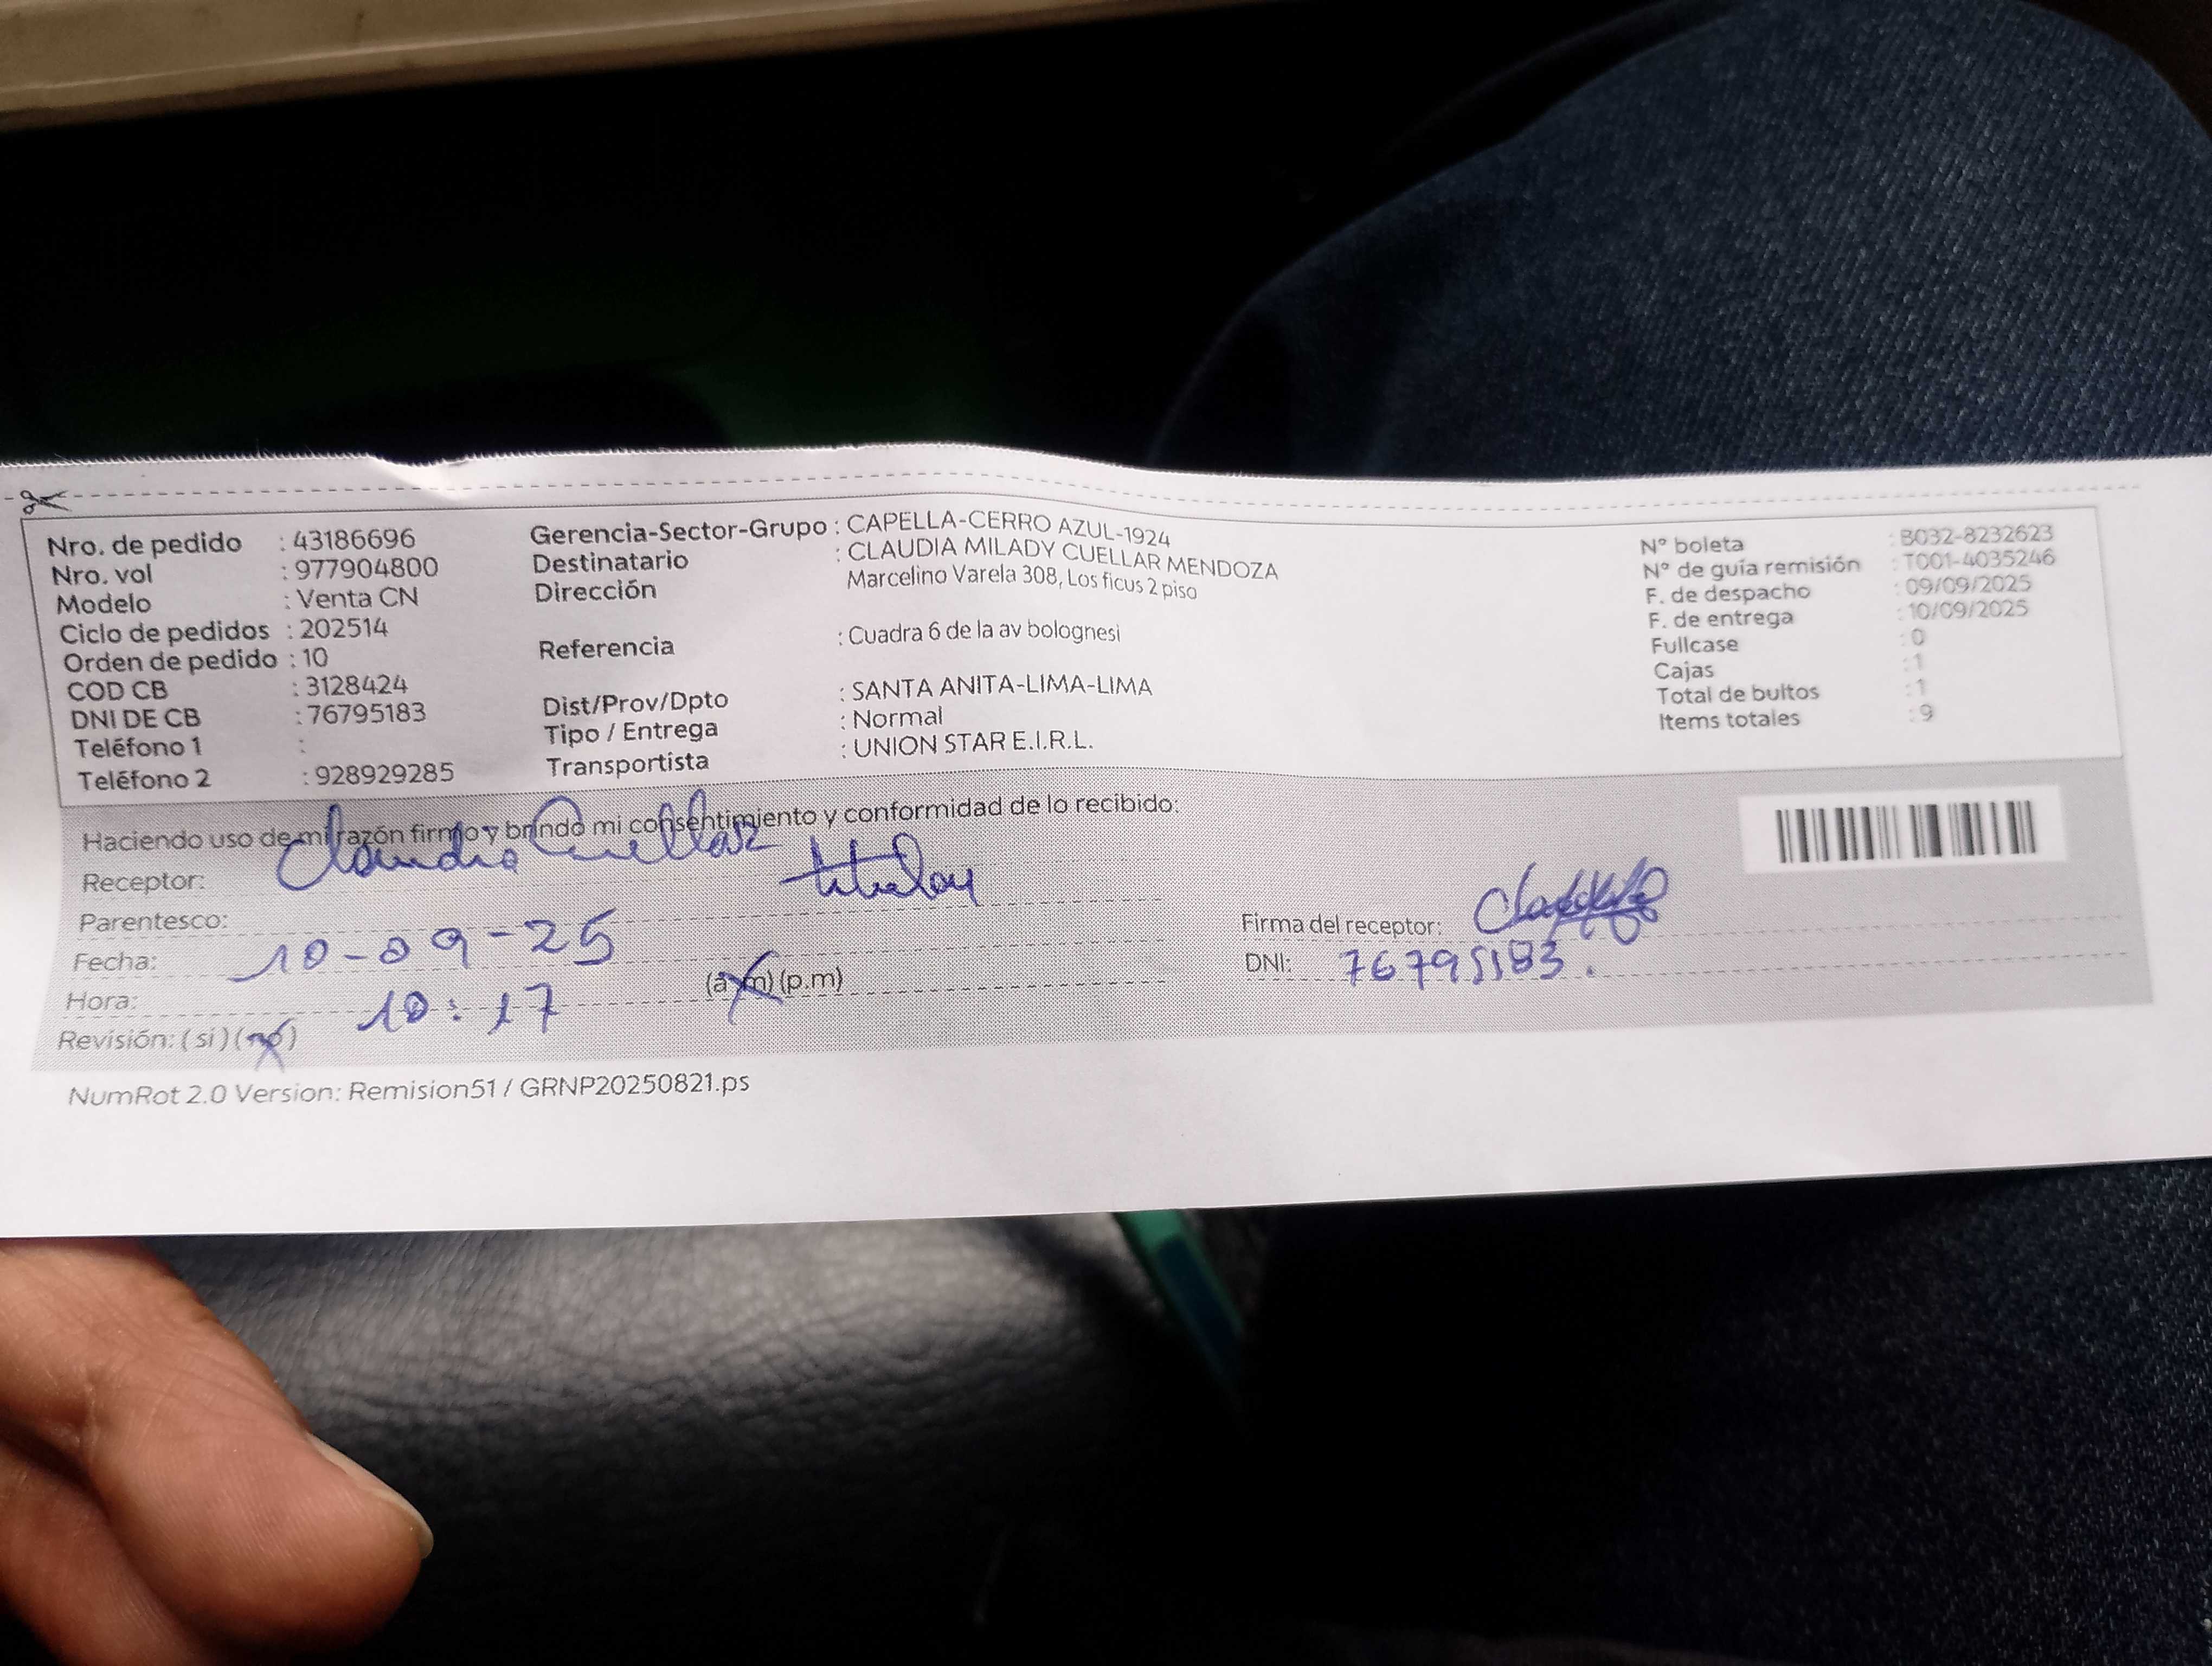 Nro. de pedido : 43186696
Nro. vol : 977904800
Modelo : Venta CN
Ciclo de pedidos : 202514
Orden de pedido : 10
COD CB : 3128424
DNI DE CB : 76795183
Teléfono 1 :
Teléfono 2 : 928929285
Gerencia-Sector-Grupo : CAPELLA-CERRO AZUL-1924
Destinatario : CLAUDIA MILADY CUELLAR MENDOZA
Dirección Marcelino Varela 308, Los ficus 2 piso
Referencia : Cuadra 6 de la av bolognesi
Dist/Prov/Dpto : SANTA ANITA-LIMA-LIMA
Tipo / Entrega : Normal
Transportista : UNION STAR E.I.R.L.
N° boleta : B032-8232623
N° de guía remisión : T001-4035246
F. de despacho : 09/09/2025
F. de entrega : 10/09/2025
Fullcase : 0
Cajas : 1
Total de bultos : 1
Items totales : 9
Haciendo uso de mi razón firmo y brindo mi consentimiento y conformidad de lo recibido:
Receptor: Claudia Cuellar
Parentesco: titular
Fecha: 10-09-25
Hora: 10:17 (a.m) (p.m)
Revisión: (si) (no)
Firma del receptor:
DNI: 76795183.
NumRot 2.0 Version: Remision51 / GRNP20250821.ps